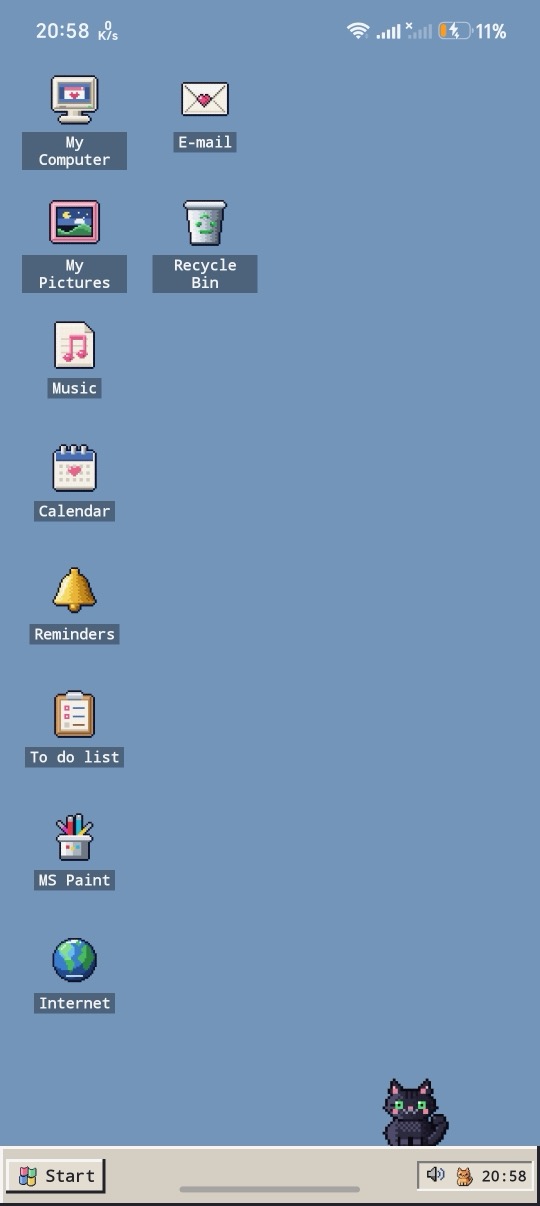 20:58 0 K/s 11%
My
Computer
E-mail
My
Pictures
Recycle
Bin
Music
Calendar
Reminders
To do list
MS Paint
Internet
Start
20:58